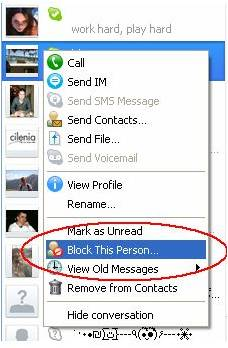 work hard, play hard
Call
Send IM
Send SMS Message
cilenia
Send Contacts...
Send File...
Send Voicemail
View Profile
Rename...
Mark as Unread
Block This Person...
View Old Messages
Remove from Contacts
Hide conversation